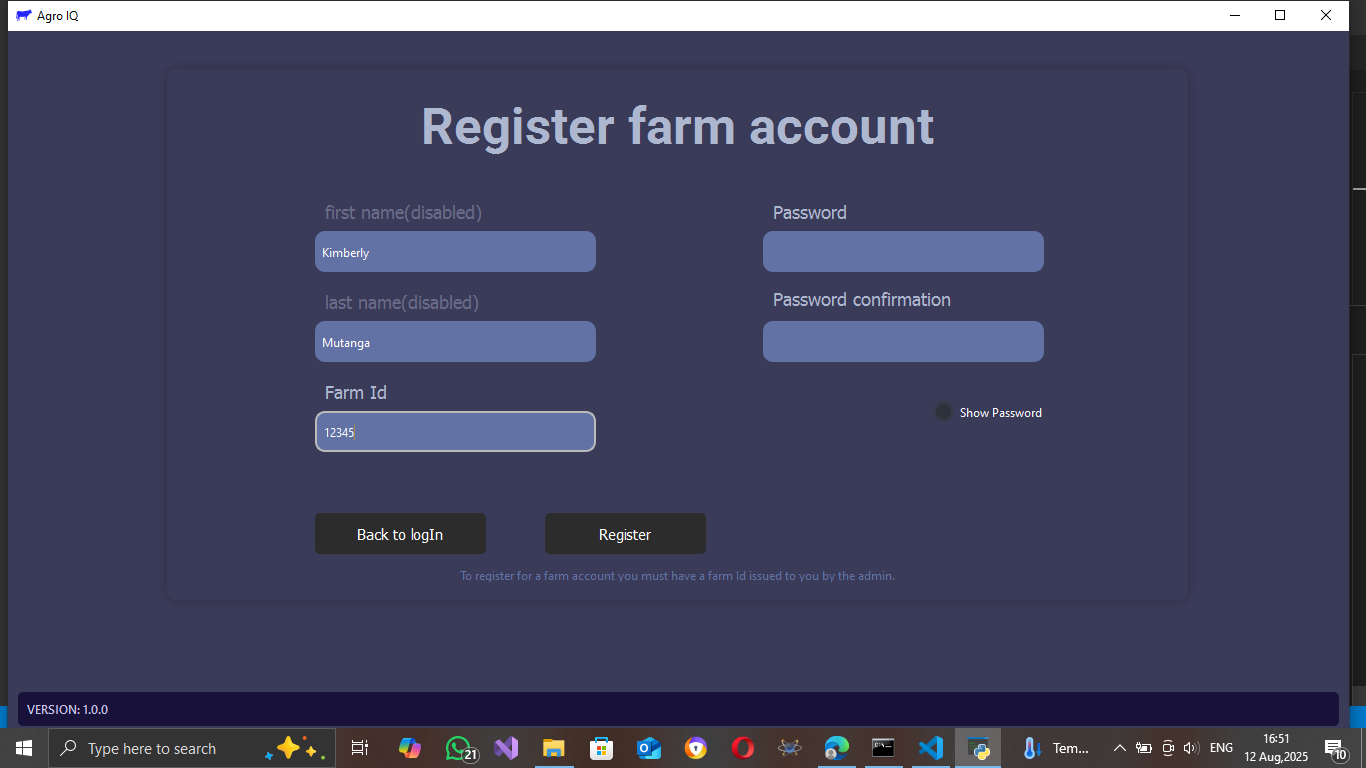 Agro IQ
Register farm account
first name(disabled)
Kimberly
last name(disabled)
Mutanga
Farm Id
12345
Password
Password confirmation
Show Password
Back to logIn
Register
To register for a farm account you must have a farm Id issued to you by the admin.
VERSION: 1.0.0
Type here to search
21
Tem...
ENG
16:51
12 Aug,2025
10